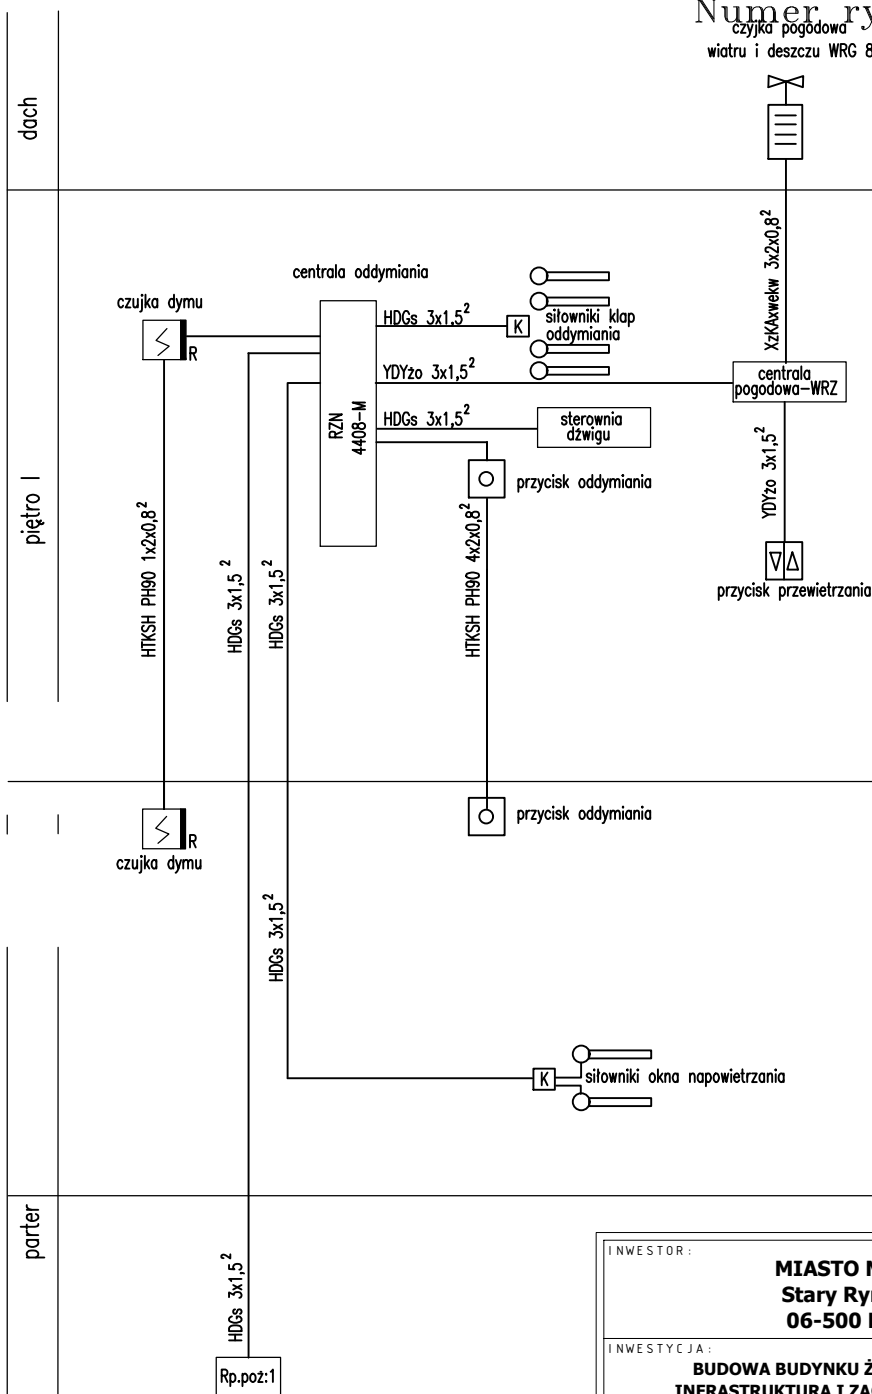 Numer ry
czyjka pogodowa
wiatru i deszczu WRG 8
dach
XzKAxwekw 3x2x0,8²
centrala oddymiania
czujka dymu
R
HDGs 3x1,5²
K
siłowniki klap
oddymiania
YDYżo 3x1,5²
centrala
pogodowa-WRZ
RZN
4408-M
HDGs 3x1,5²
sterownia
dźwigu
przycisk oddymiania
YDYżo 3x1,5²
przycisk przewietrzania
piętro I
HTKSH PH90 1x2x0,8²
HDGs 3x1,5²
HDGs 3x1,5²
HTKSH PH90 4x2x0,8²
przycisk oddymiania
R
czujka dymu
HDGs 3x1,5²
K
siłowniki okna napowietrzania
parter
HDGs 3x1,5²
Rp.poż:1
INWESTOR:
MIASTO
Stary Ry
06-500
INWESTYCJA:
BUDOWA BUDYNKU
INFRASTRUKTURA I